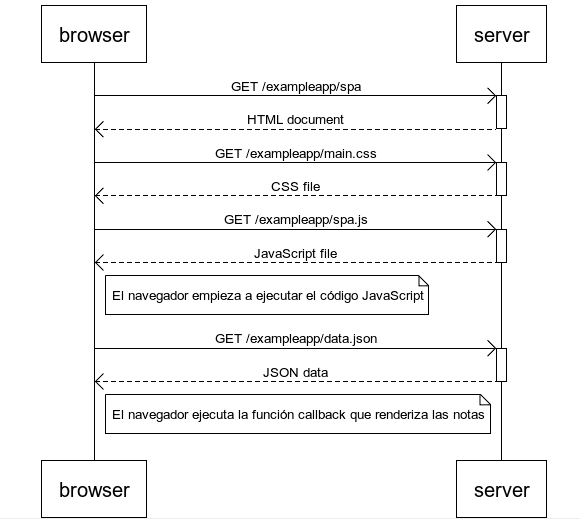 browser server
GET /exampleapp/spa
HTML document
GET /exampleapp/main.css
CSS file
GET /exampleapp/spa.js
JavaScript file
El navegador empieza a ejecutar el código JavaScript
GET /exampleapp/data.json
JSON data
El navegador ejecuta la función callback que renderiza las notas
browser server